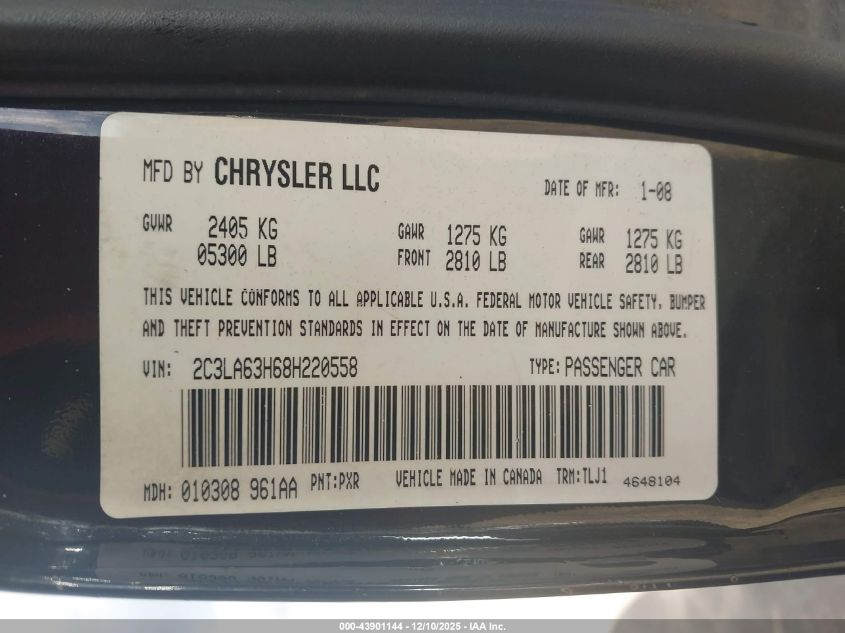 MFD BY CHRYSLER LLC DATE OF MFR: 1-08
GVWR 2405 KG GAWR 1275 KG GAWR 1275 KG
05300 LB FRONT 2810 LB REAR 2810 LB
THIS VEHICLE CONFORMS TO ALL APPLICABLE U.S.A. FEDERAL MOTOR VEHICLE SAFETY, BUMPER
AND THEFT PREVENTION STANDARDS IN EFFECT ON THE DATE OF MANUFACTURE SHOWN ABOVE.
VIN: 2C3LA63H68H220558 TYPE: PASSENGER CAR
MDH: 010308 961AA PNT:PXR VEHICLE MADE IN CANADA TRM:TLJ1 4648104
000-43901144 - 12/10/2025 - IAA Inc.